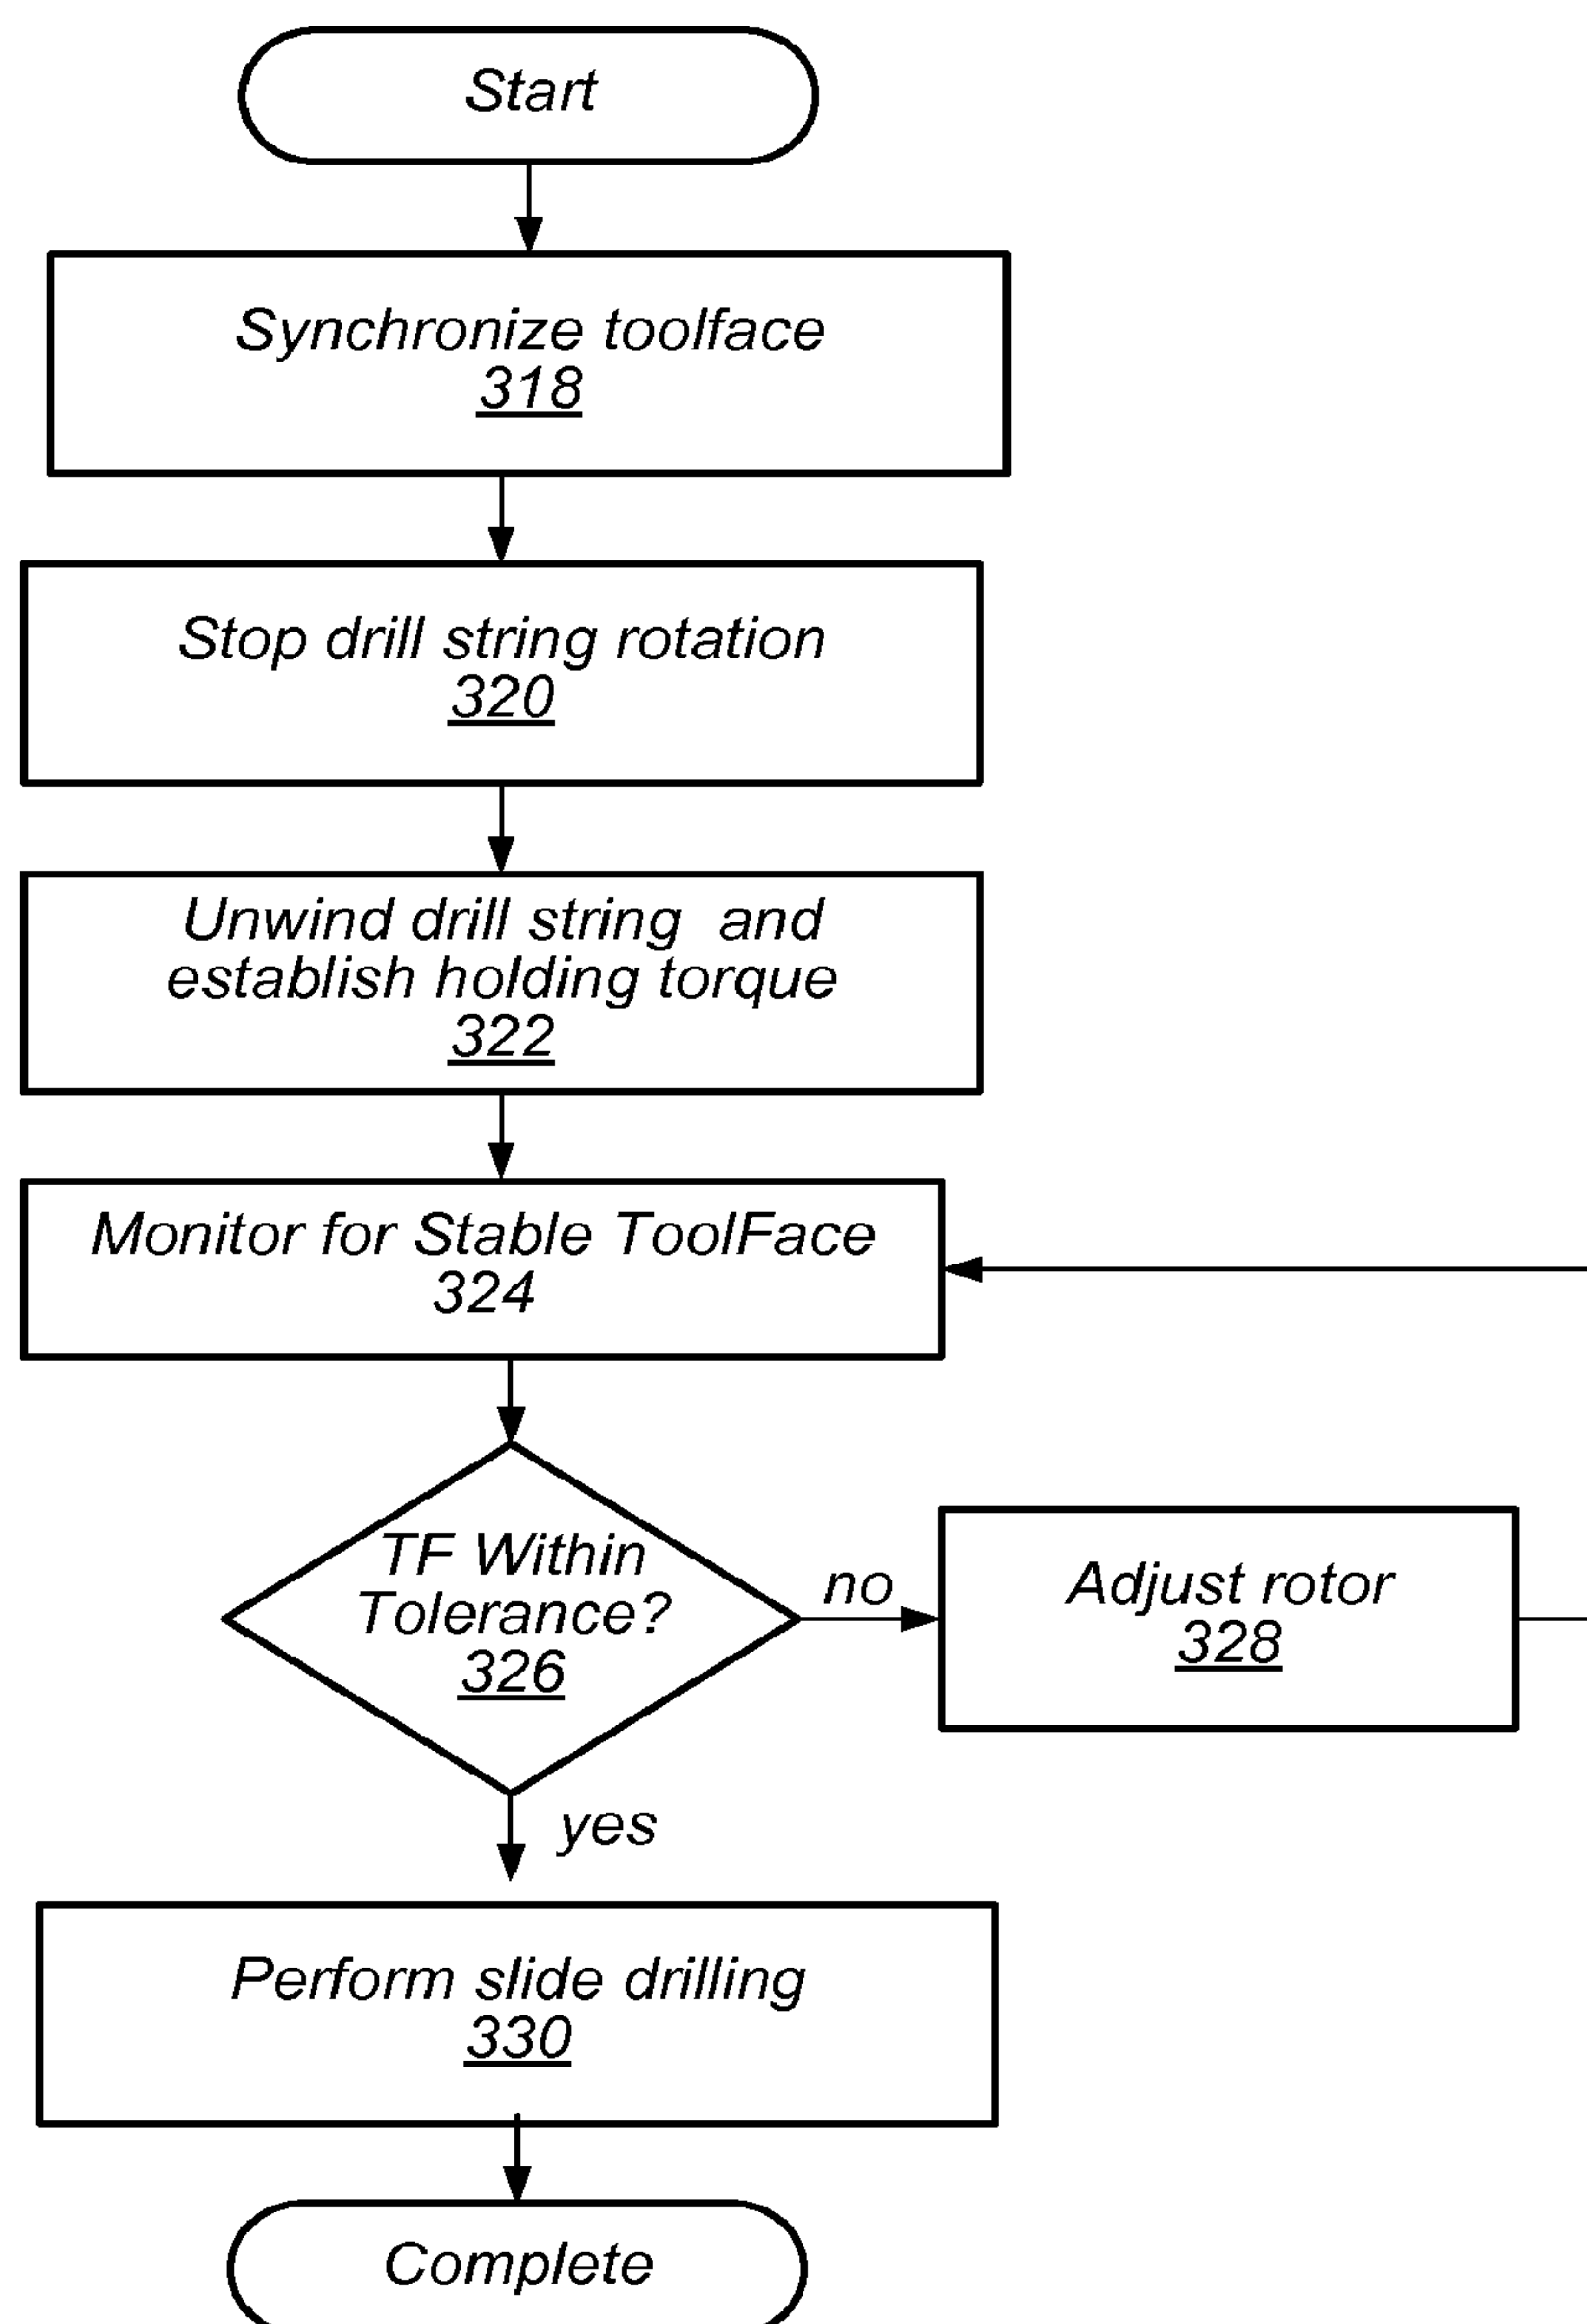 Start
Synchronize toolface
318
Stop drill string rotation
320
Unwind drill string and
establish holding torque
322
Monitor for Stable ToolFace
324
TF Within
Tolerance?
326
no
Adjust rotor
328
yes
Perform slide drilling
330
Complete